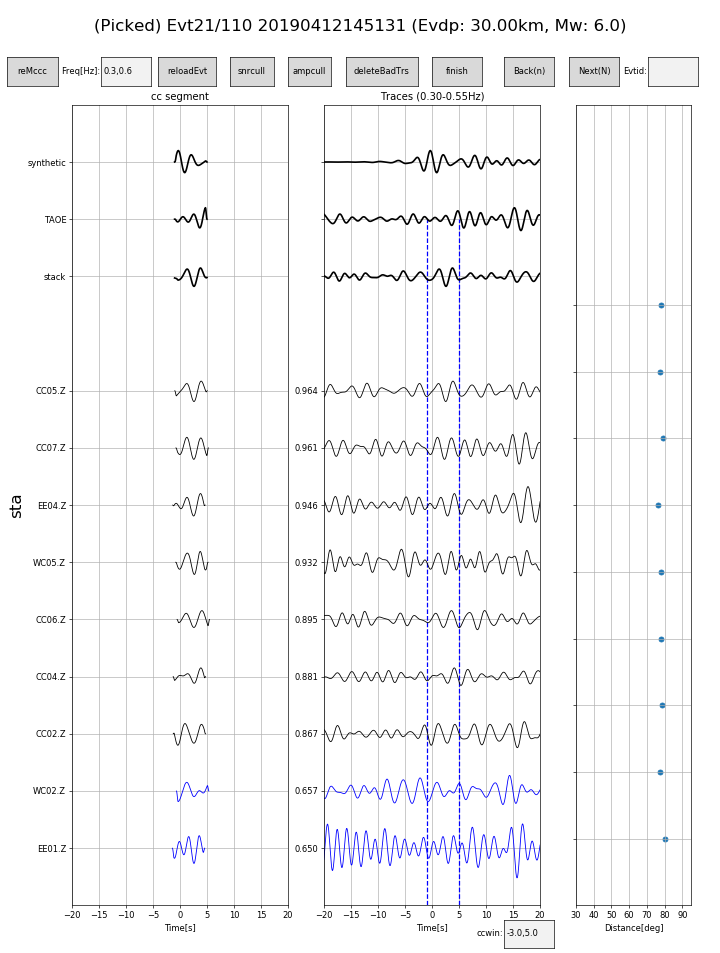 (Picked) Evt21/110 20190412145131 (Evdp: 30.00km, Mw: 6.0)
reMccc Freq[Hz]: 0.3,0.6 reloadEvt snrcull ampcull deleteBadTrs finish Back(n) Next(N) Evtid:
cc segment Traces (0.30-0.55Hz)
synthetic
TAOE
stack
CC05.Z 0.964
CC07.Z 0.961
EE04.Z 0.946
sta
WC05.Z 0.932
CC06.Z 0.895
CC04.Z 0.881
CC02.Z 0.867
WC02.Z 0.657
EE01.Z 0.650
−20 −15 −10 −5 0 5 10 15 20 −20 −15 −10 −5 0 5 10 15 20 30 40 50 60 70 80 90
Time[s] Time[s] Distance[deg]
ccwin: -3.0,5.0